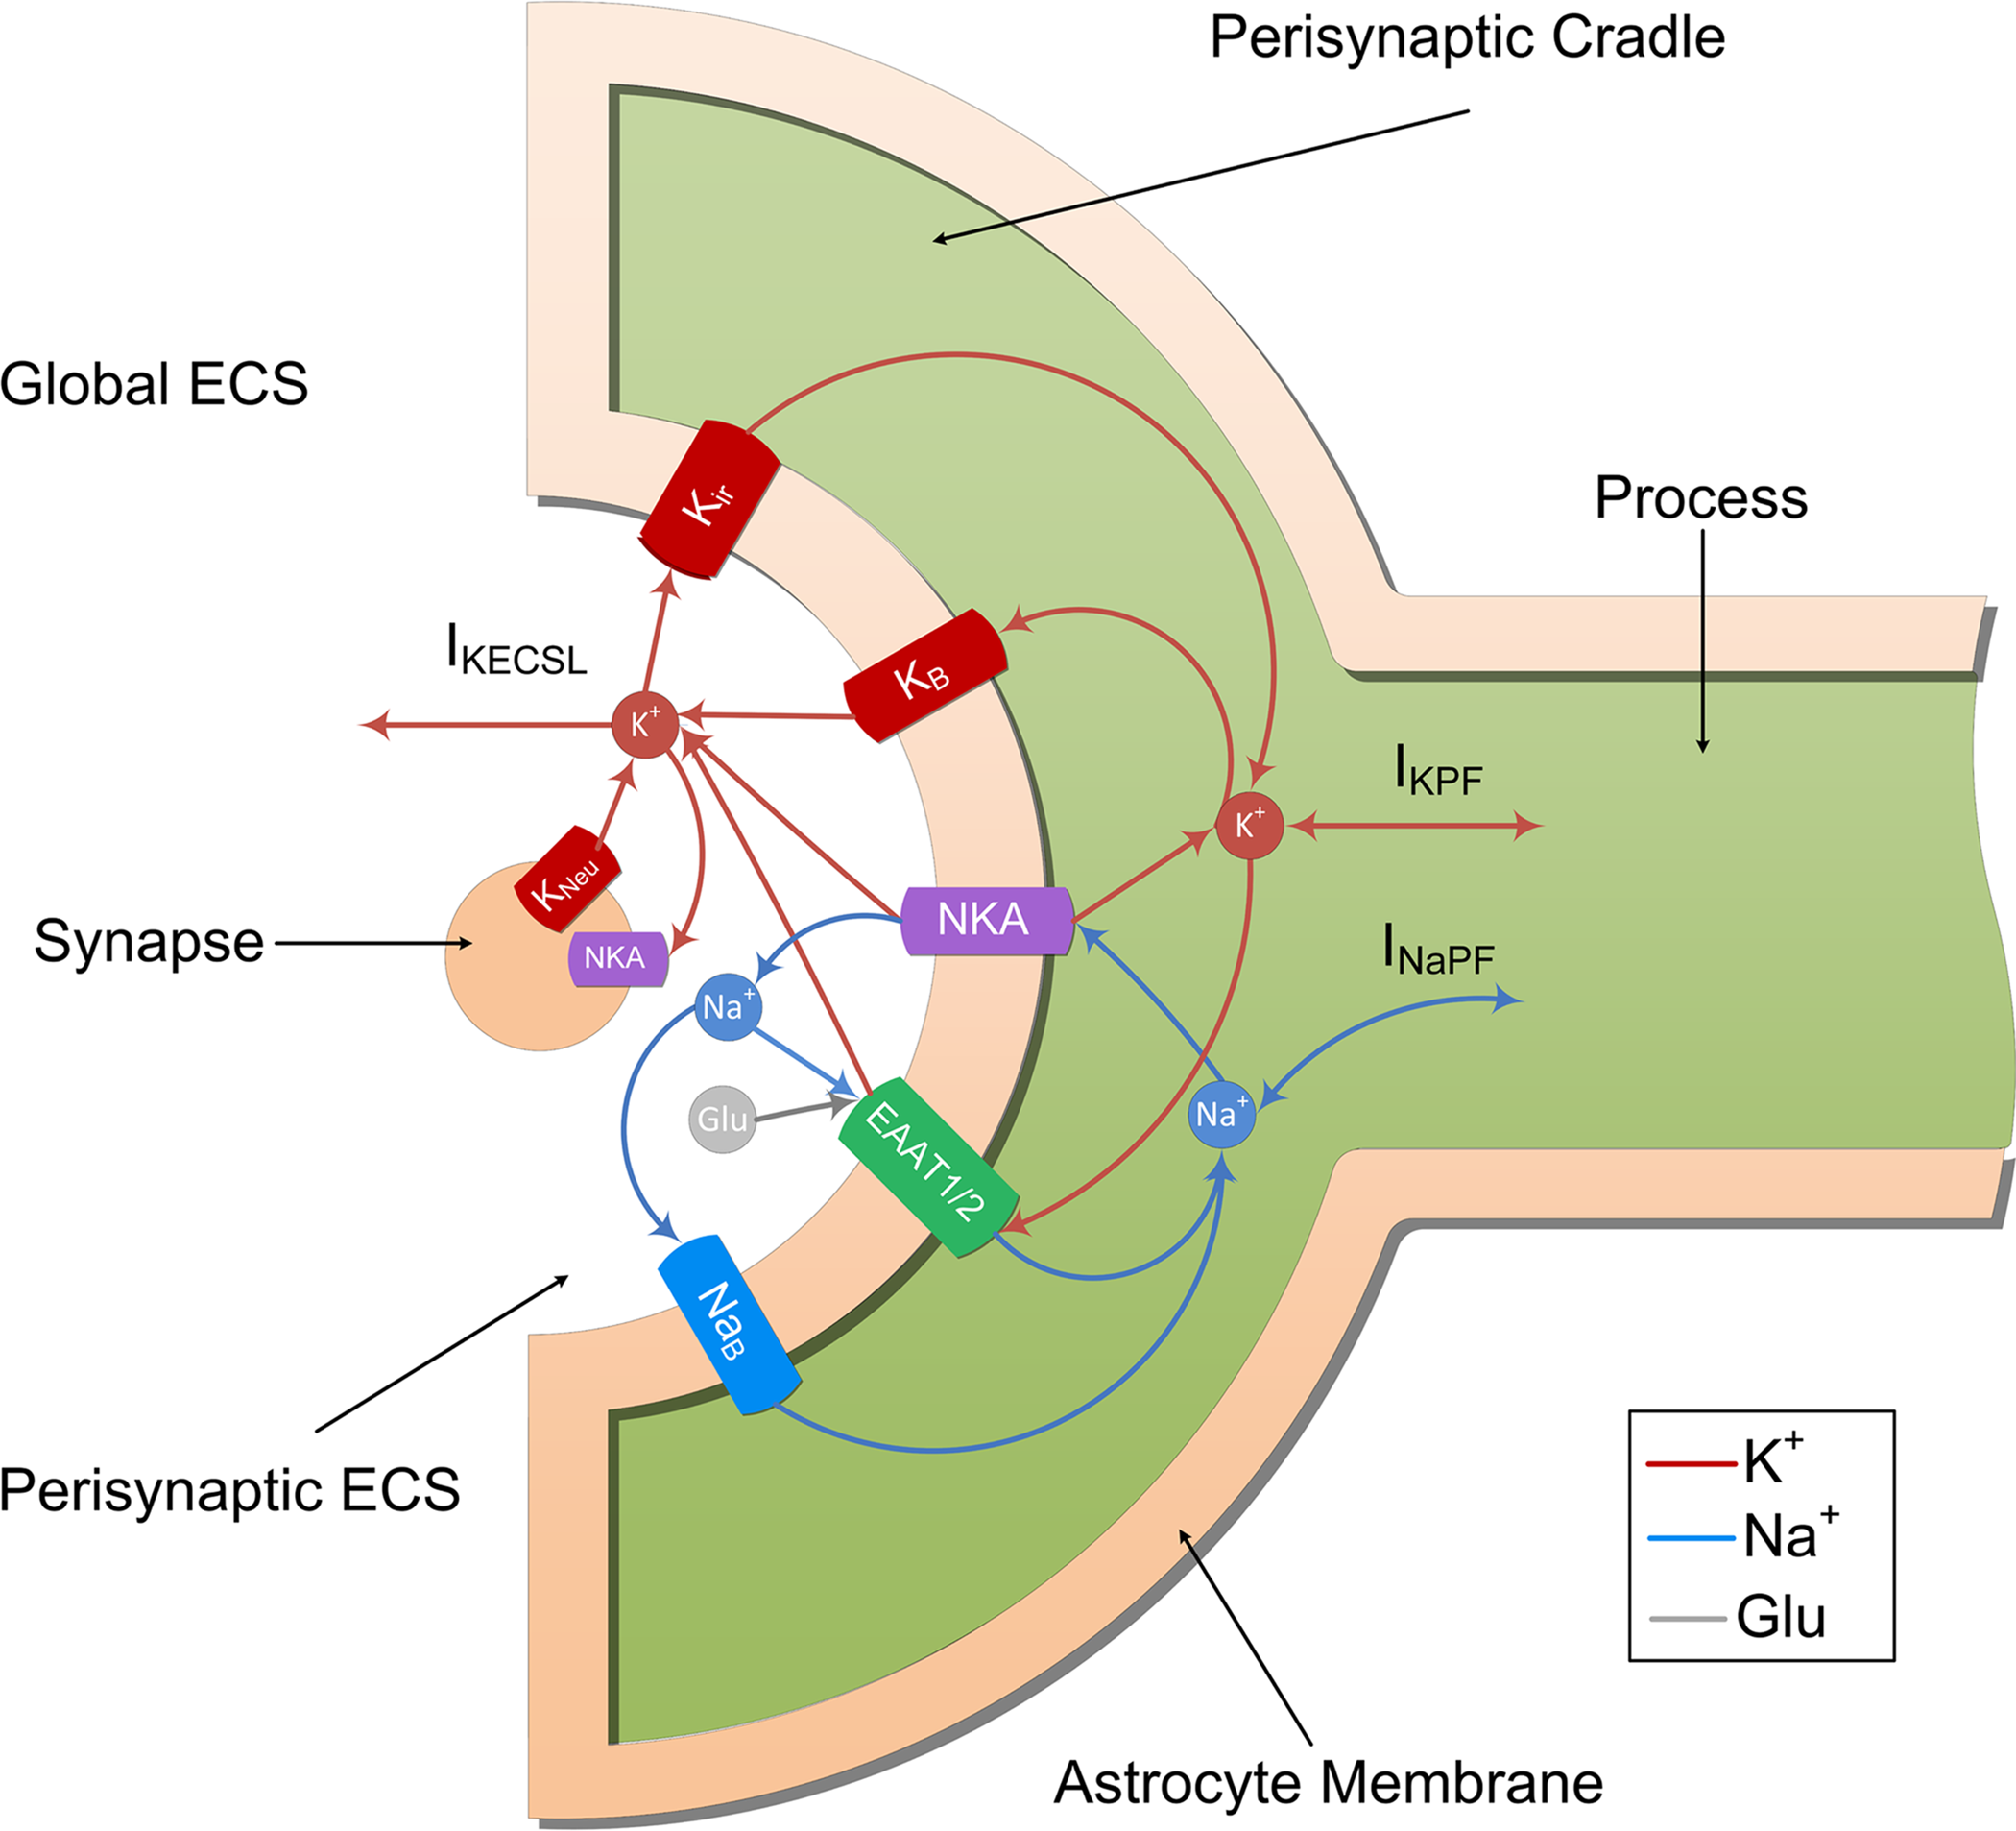 Perisynaptic Cradle
Global ECS
Kir
Process
IKECSL
KB
K+
IKPF
K+
KNeu
NKA
Synapse
NKA
INaPF
Na+
Glu
EAAT1/2
Na+
NaB
Perisynaptic ECS
K+
Na+
Glu
Astrocyte Membrane